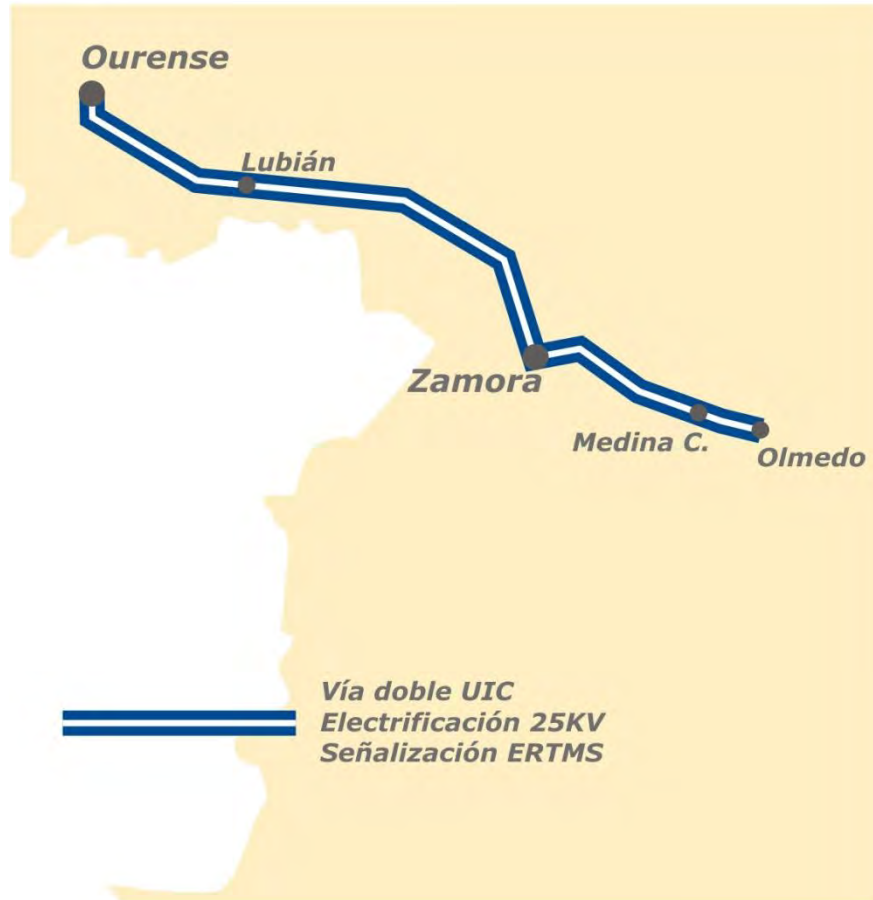 Ourense
Lubián
Zamora
Medina C.
Olmedo
Vía doble UIC
Electrificación 25KV
Señalización ERTMS